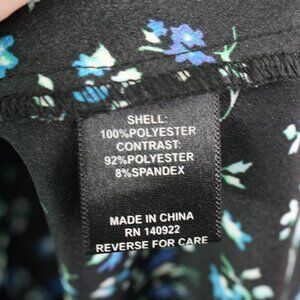 SHELL:
100%POLYESTER
CONTRAST:
92%POLYESTER
8%SPANDEX
MADE IN CHINA
RN 140922
REVERSE FOR CARE